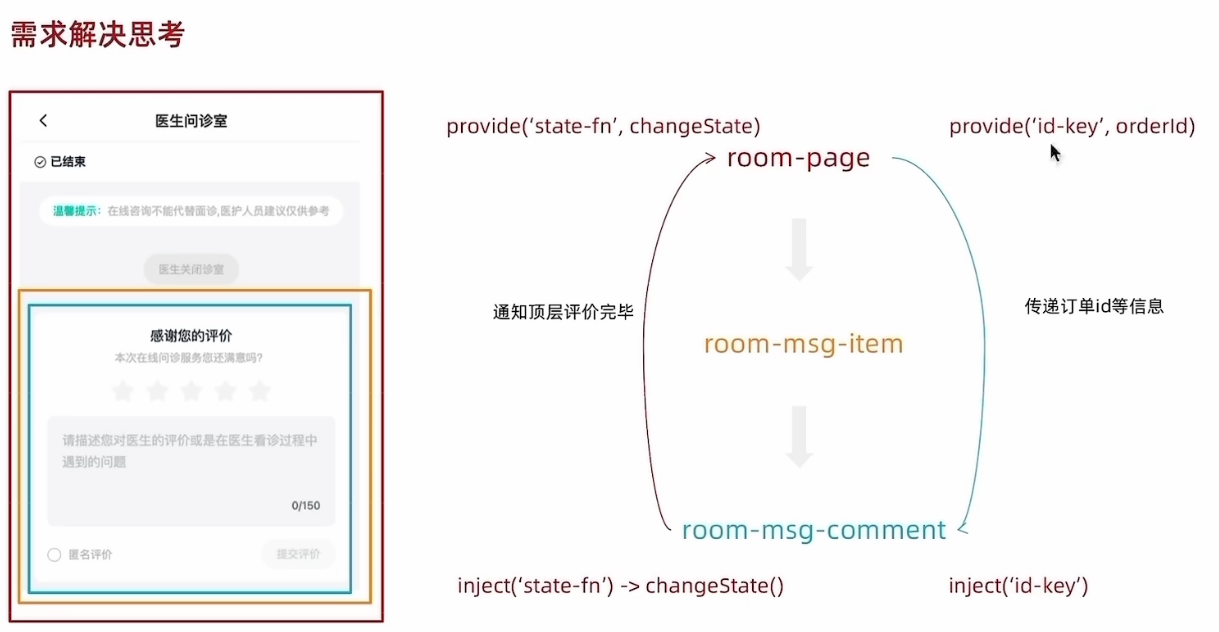 需求解决思考
医生问诊室
已结束
温馨提示：在线咨询不能代替面诊,医护人员建议仅供参考
医生关闭诊室
感谢您的评价
本次在线问诊服务您还满意吗?
请描述您对医生的评价或是在医生看诊过程中
遇到的问题
0/150
匿名评价
提交评价
provide(‘state-fn’, changeState)
provide(‘id-key’, orderId)
room-page
通知顶层评价完毕
传递订单id等信息
room-msg-item
room-msg-comment
inject(‘state-fn’) -> changeState()
inject(‘id-key’)